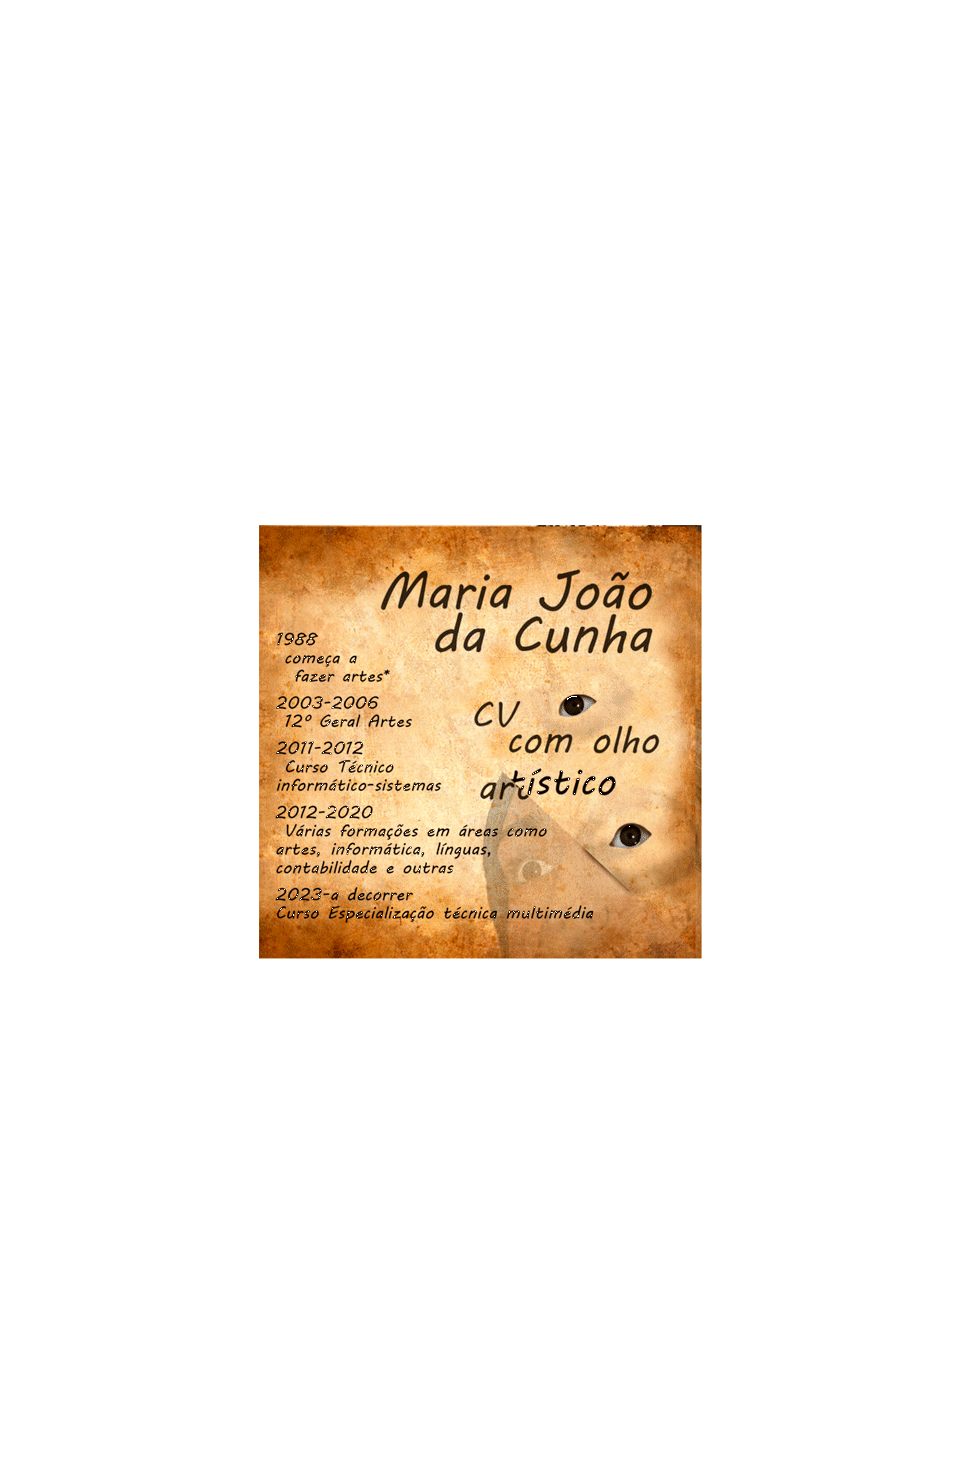 Maria João
da Cunha
1988
começa a
fazer artes*
2003-2006
12º Geral Artes
2011-2012
Curso Técnico
informático-sistemas
2012-2020
Várias formações em áreas como
artes, informática, línguas,
contabilidade e outras
2023-a decorrer
Curso Especialização técnica multimédia
CV
com olho
artístico